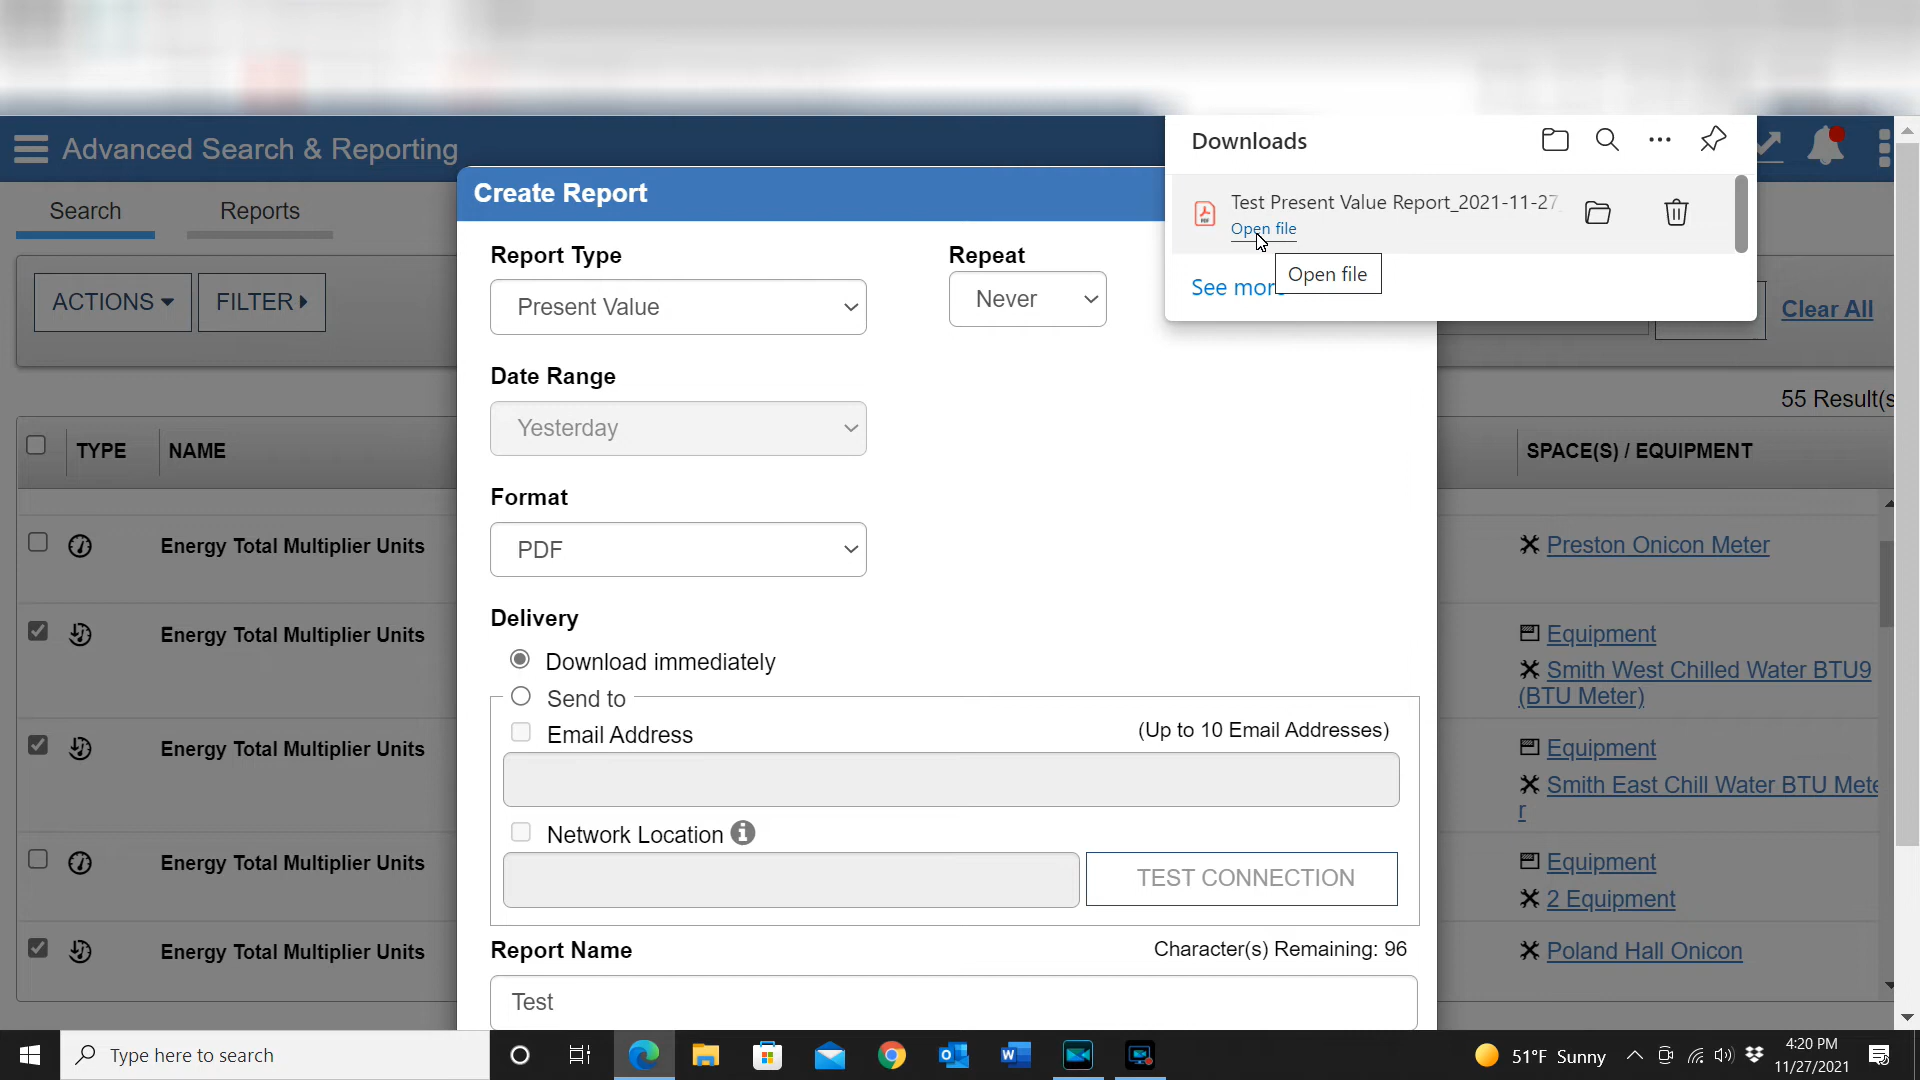 Advanced Search & Reporting
Search
Reports
ACTIONS
FILTER
TYPE
NAME
Energy Total Multiplier Units
Energy Total Multiplier Units
Energy Total Multiplier Units
Energy Total Multiplier Units
Energy Total Multiplier Units
Create Report
Report Type
Present Value
Repeat
Never
Date Range
Yesterday
Format
PDF
Delivery
Download immediately
Send to
Email Address
(Up to 10 Email Addresses)
Network Location
TEST CONNECTION
Report Name
Character(s) Remaining: 96
Test
Downloads
Test Present Value Report_2021-11-27
Open file
Open file
See more
Clear All
55 Result(s
SPACE(S) / EQUIPMENT
Preston Onicon Meter
Equipment
Smith West Chilled Water BTU9
(BTU Meter)
Equipment
Smith East Chill Water BTU Mete
r
Equipment
2 Equipment
Poland Hall Onicon
Type here to search
51°F Sunny
4:20 PM
11/27/2021